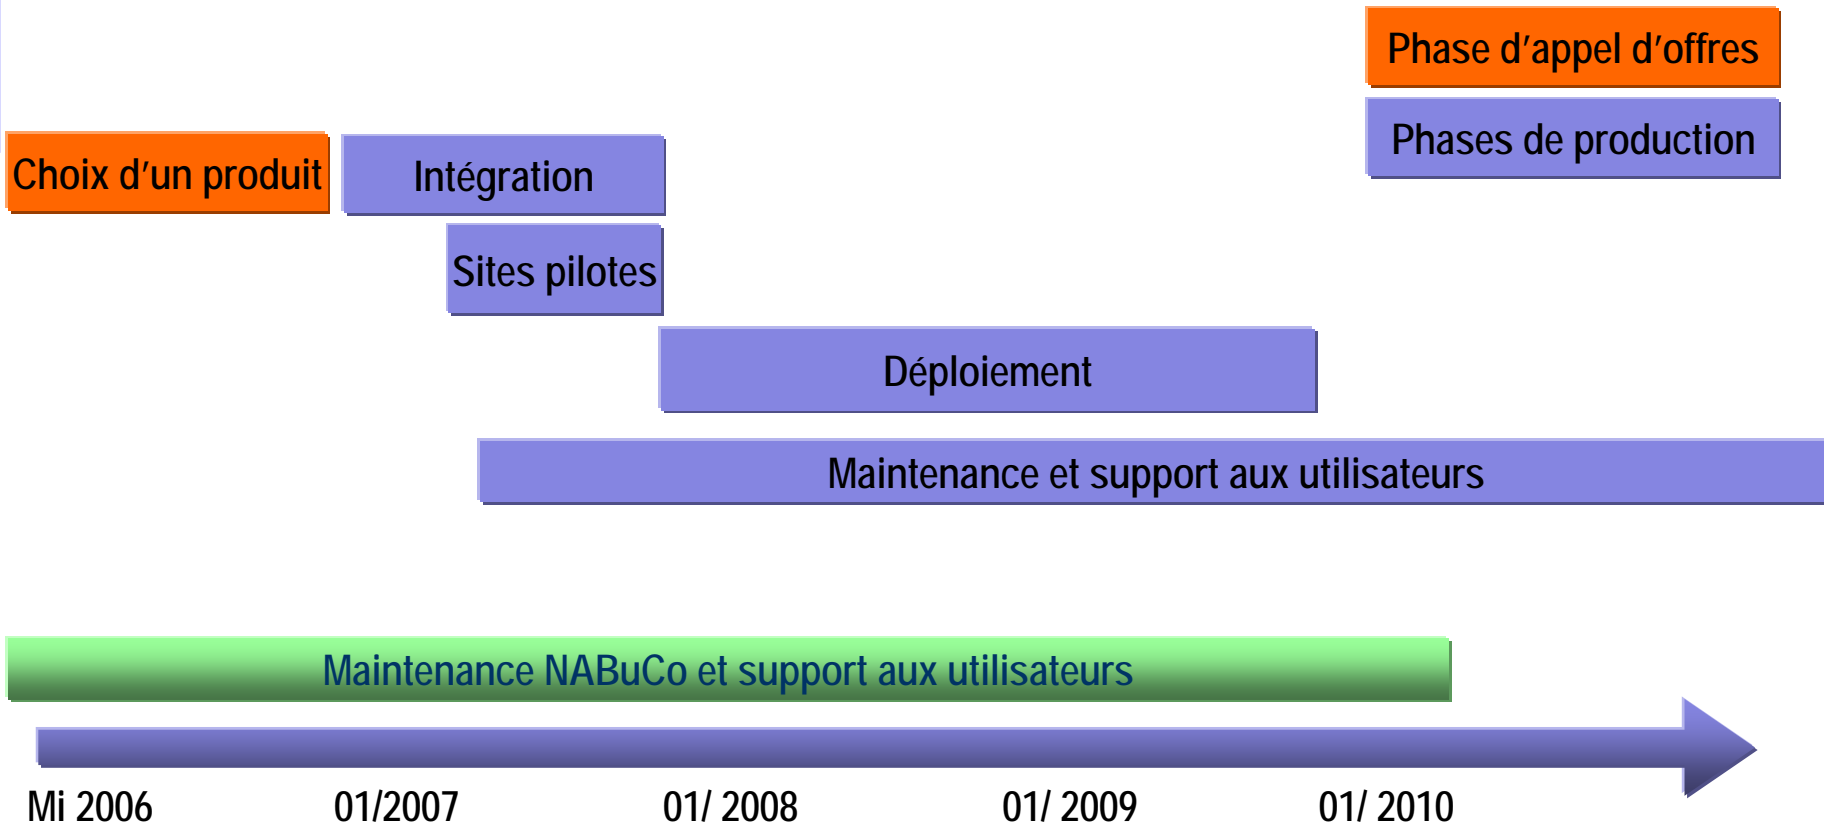 Phase d’appel d’offres
Phases de production
Choix d’un produit
Intégration
Sites pilotes
Déploiement
Maintenance et support aux utilisateurs
Maintenance NABuCo et support aux utilisateurs
Mi 2006
01/2007
01/ 2008
01/ 2009
01/ 2010